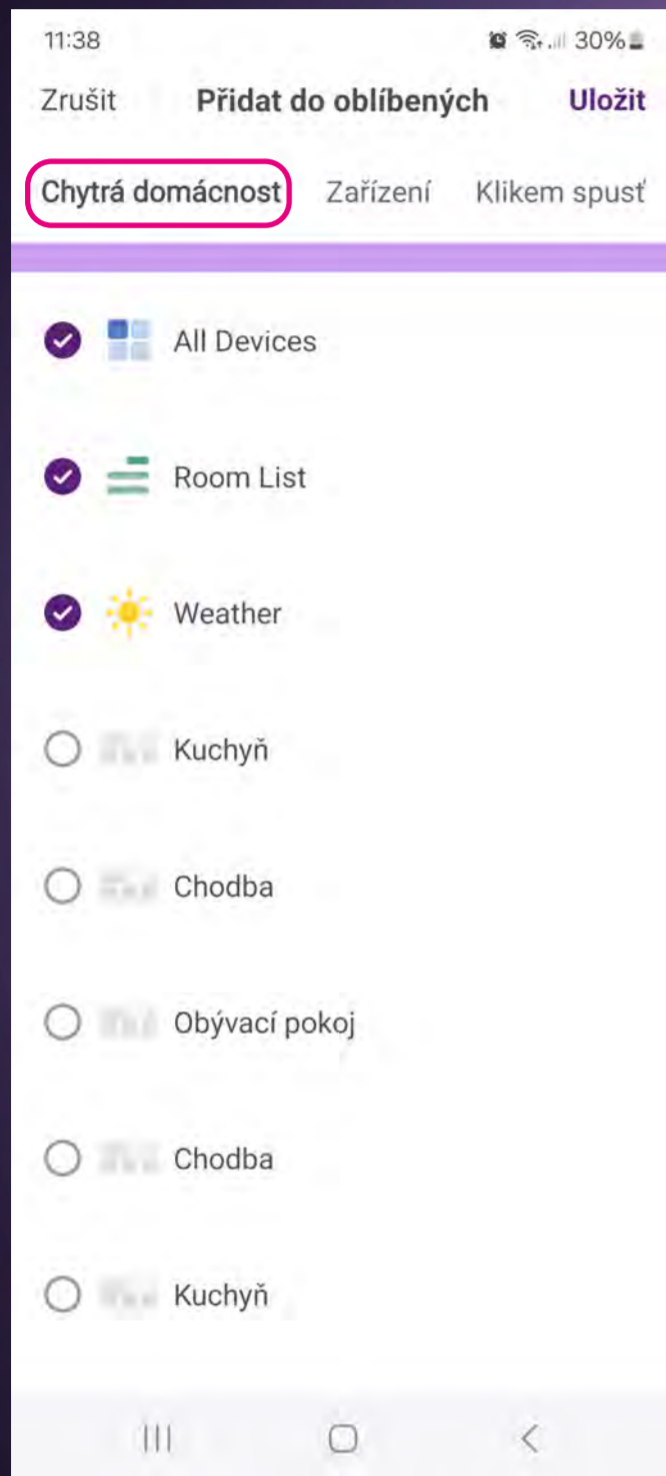 11:38 30%
Zrušit Přidat do oblíbených Uložit
Chytrá domácnost Zařízení Klikem spusť
All Devices
Room List
Weather
Kuchyň
Chodba
Obývací pokoj
Chodba
Kuchyň